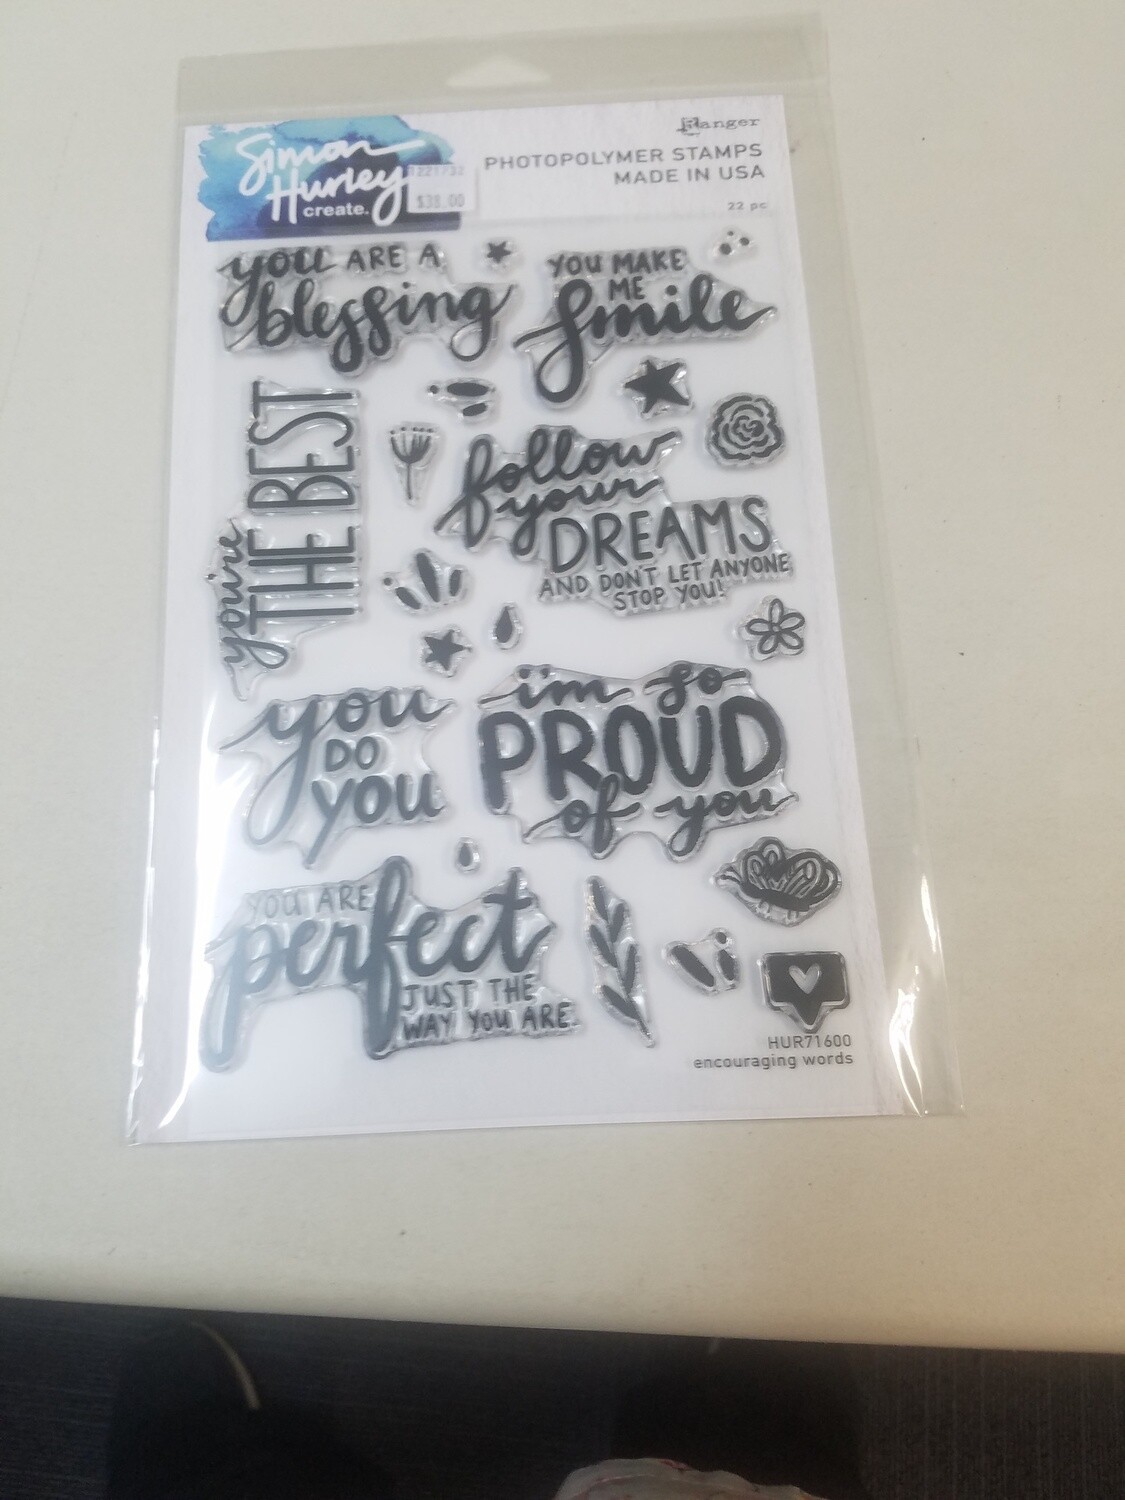 Simon
Hurley
create.
1221732
$38.00
Ranger
PHOTOPOLYMER STAMPS
MADE IN USA
22 pc
you ARE A
blessing
YOU MAKE
ME
smile
you're
THE BEST
follow
your
DREAMS
AND DON'T LET ANYONE
STOP YOU!
you
DO
you
i'm so
PROUD
of you
YOU ARE
perfect
JUST THE
WAY YOU ARE.
HUR71600
encouraging words